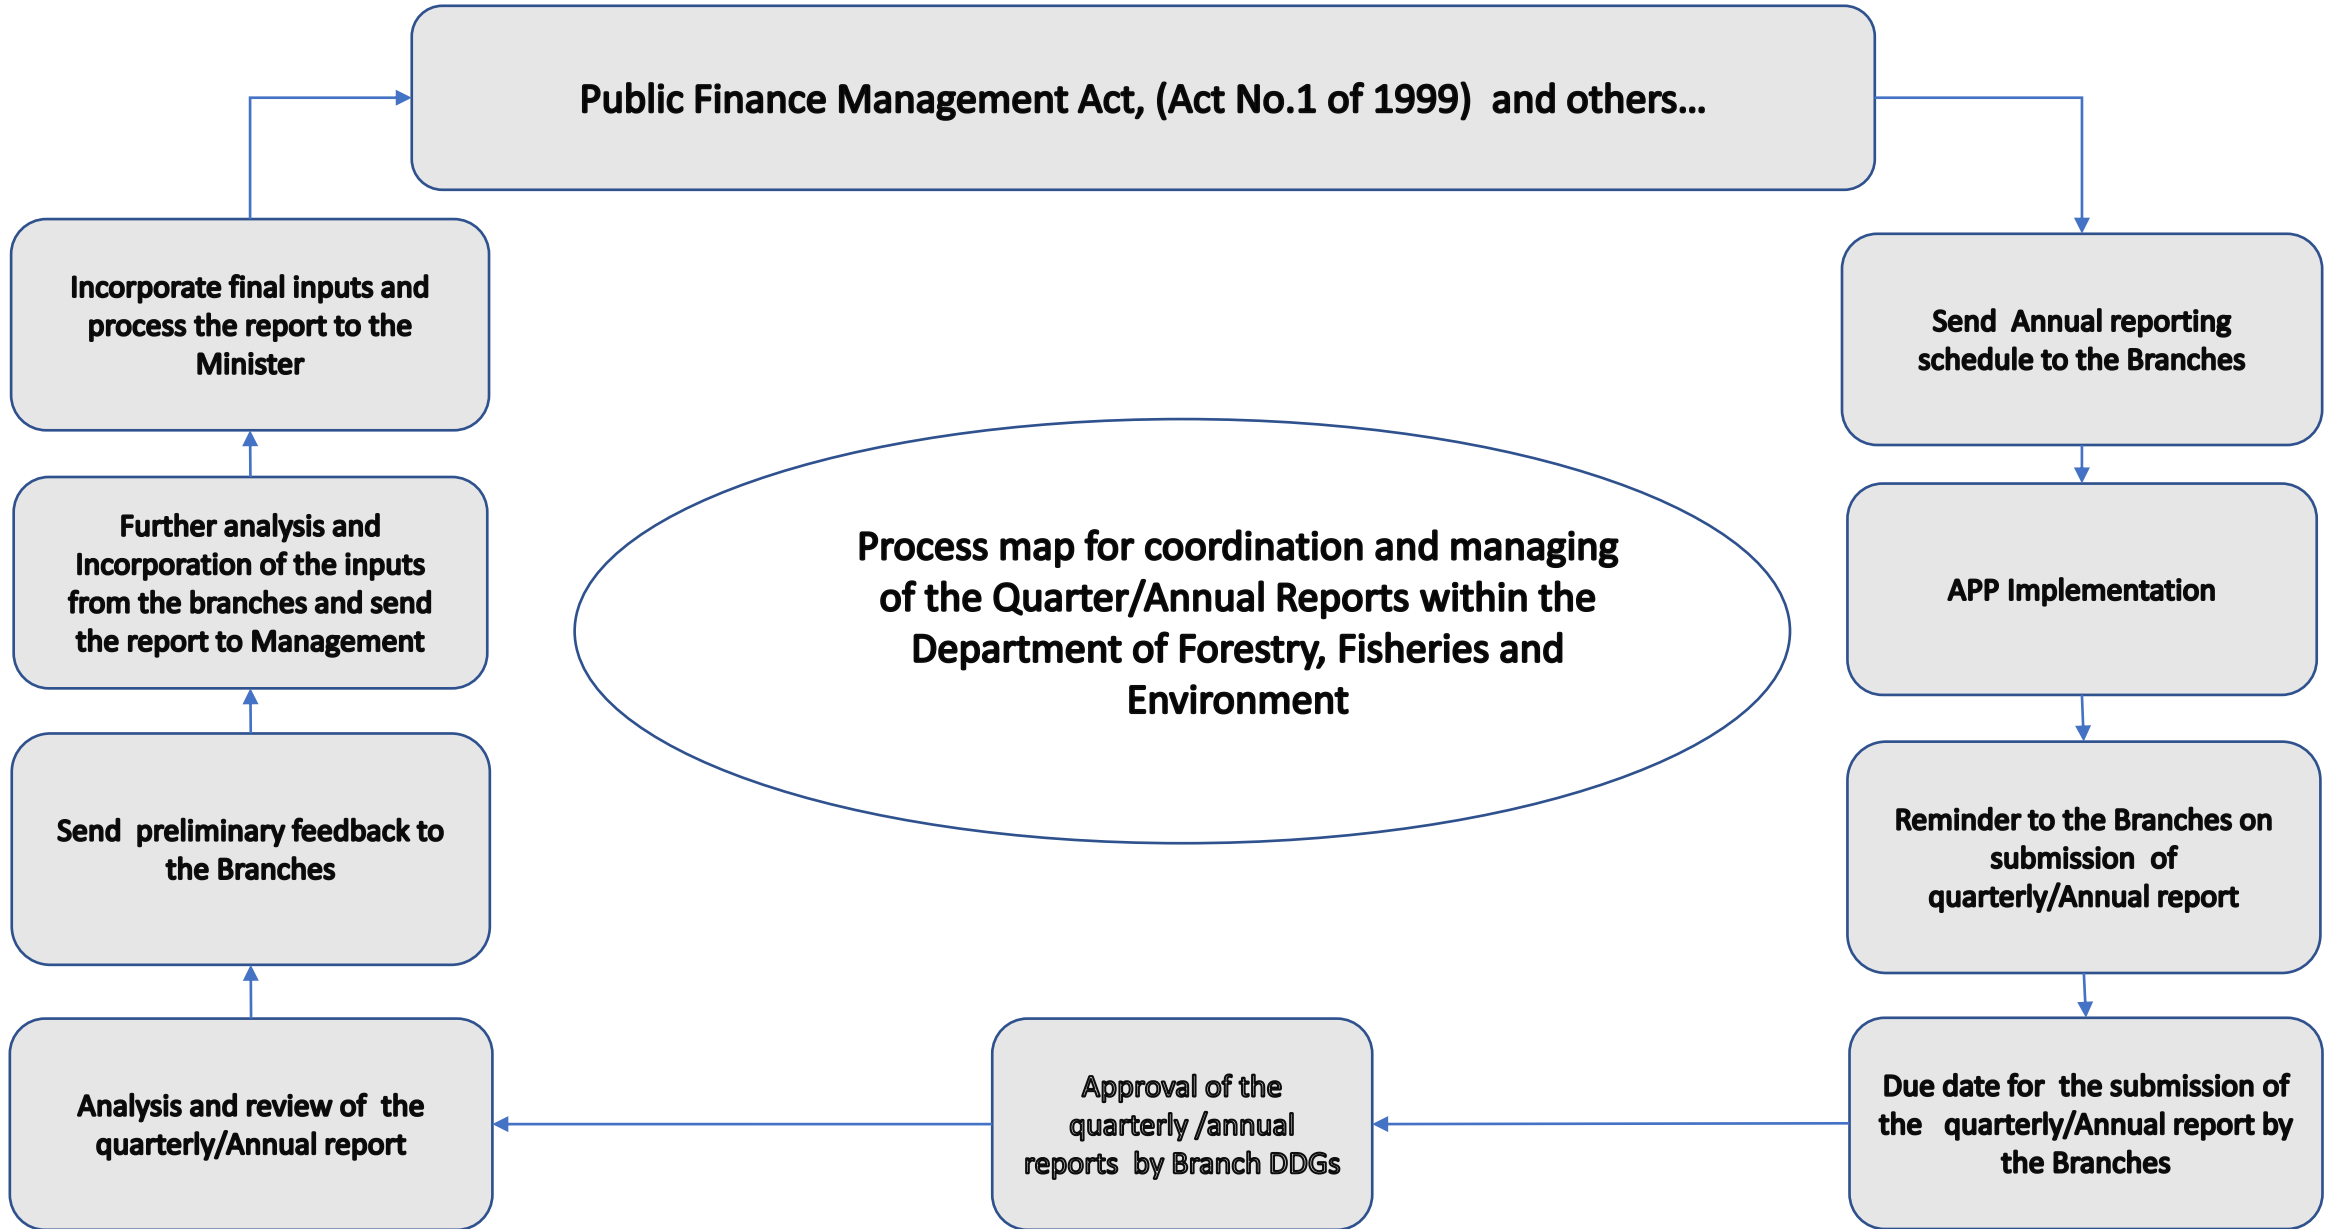 Public Finance Management Act, (Act No.1 of 1999)  and others...
Send  Annual reporting
schedule to the Branches
APP Implementation
Reminder to the Branches on
submission  of
quarterly/Annual report
Due date for  the submission of
the   quarterly/Annual report by
the Branches
Approval of the
quarterly /annual
reports  by Branch DDGs
Analysis and review of  the
quarterly/Annual report
Send  preliminary feedback to
the Branches
Further analysis and
Incorporation of the inputs
from the branches and send
the report to Management
Incorporate final inputs and
process the report to the
Minister
Process map for coordination and managing
of the Quarter/Annual Reports within the
Department of Forestry, Fisheries and
Environment